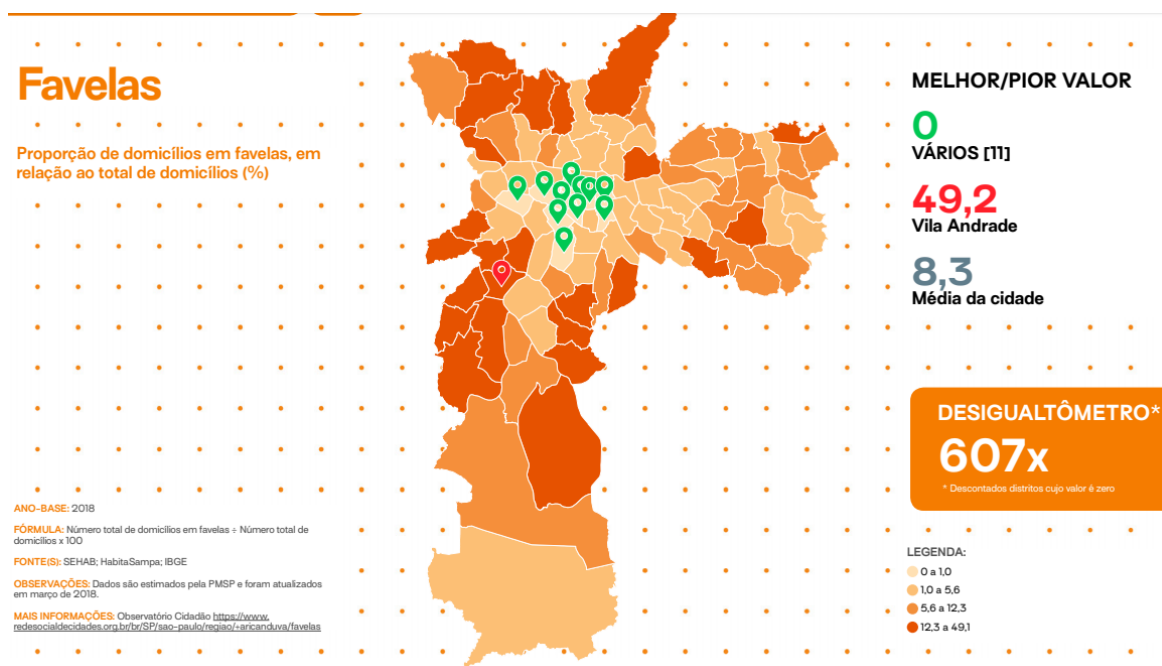 Favelas
Proporção de domicílios em favelas, em
relação ao total de domicílios (%)
ANO-BASE: 2018
FÓRMULA: Número total de domicílios em favelas ÷ Número total de
domicílios x 100
FONTE(S): SEHAB; HabitaSampa; IBGE
OBSERVAÇÕES: Dados são estimados pela PMSP e foram atualizados
em março de 2018.
MAIS INFORMAÇÕES: Observatório Cidadão https://www.
redesocialdecidades.org.br/br/SP/sao-paulo/regiao/+aricanduva/favelas
MELHOR/PIOR VALOR
0
VÁRIOS [11]
49,2
Vila Andrade
8,3
Média da cidade
DESIGUALTÔMETRO*
607x
* Descontados distritos cujo valor é zero
LEGENDA:
0 a 1,0
1,0 a 5,6
5,6 a 12,3
12,3 a 49,1